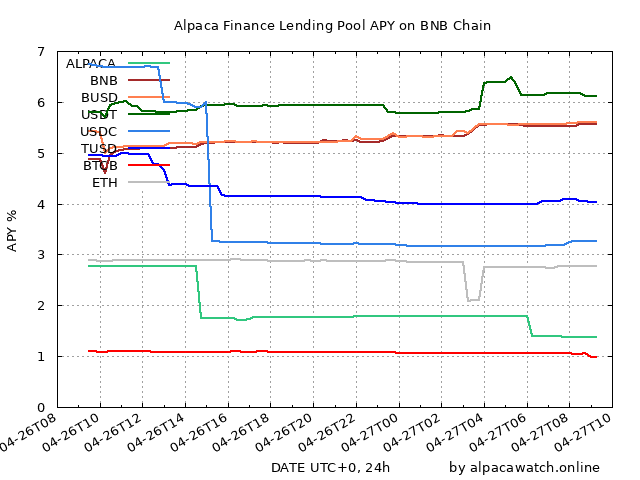 Alpaca Finance Lending Pool APY on BNB Chain
APY %
7
6
5
4
3
2
1
0
ALPACA
BNB
BUSD
USDT
USDC
TUSD
BTCB
ETH
04-26T08
04-26T10
04-26T12
04-26T14
04-26T16
04-26T18
04-26T20
04-26T22
04-27T00
04-27T02
04-27T04
04-27T06
04-27T08
04-27T10
DATE UTC+0, 24h
by alpacawatch.online